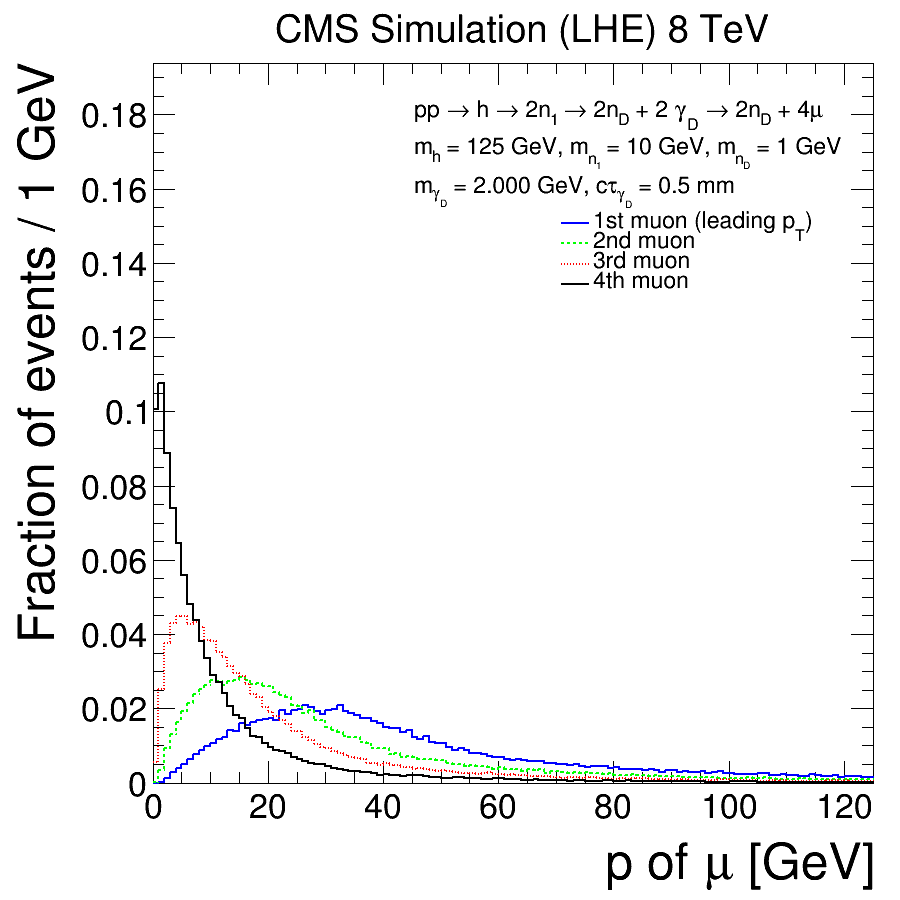 CMS Simulation (LHE) 8 TeV
Fraction of events / 1 GeV
pp → h → 2n1 → 2nD + 2 γD → 2nD + 4μ
mh = 125 GeV, mn1 = 10 GeV, mnD = 1 GeV
mγD = 2.000 GeV, cτγD = 0.5 mm
1st muon (leading pT)
2nd muon
3rd muon
4th muon
0.18
0.16
0.14
0.12
0.1
0.08
0.06
0.04
0.02
0
0 20 40 60 80 100 120
p of μ [GeV]